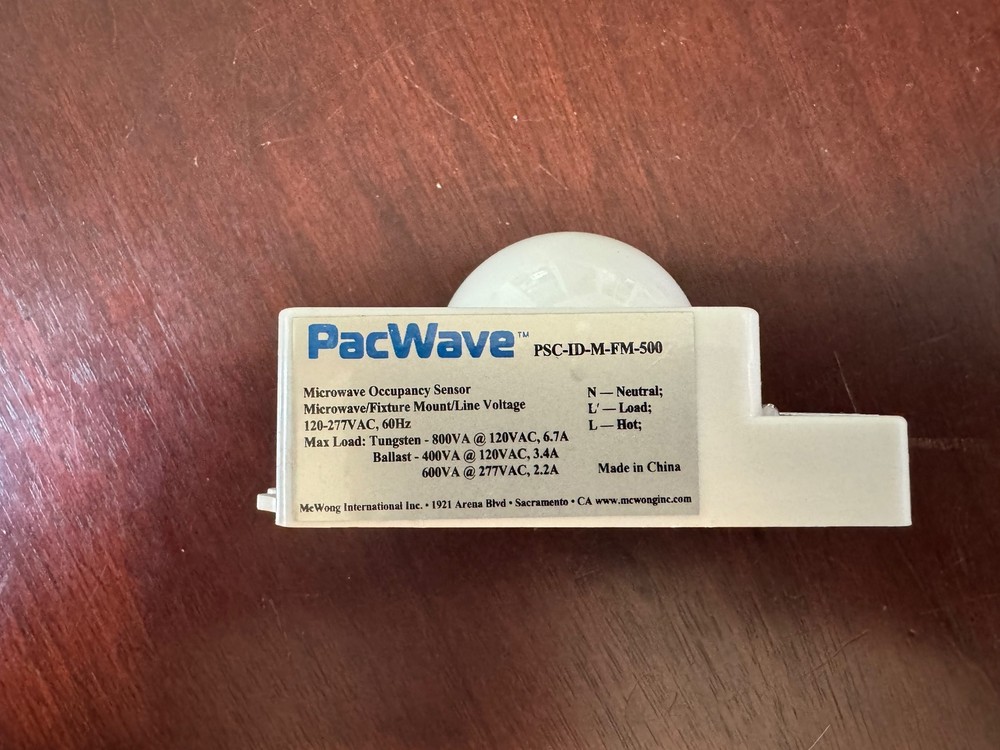 PacWave™ PSC-ID-M-FM-500
Microwave Occupancy Sensor
Microwave/Fixture Mount/Line Voltage
120-277VAC, 60Hz
Max Load: Tungsten - 800VA @ 120VAC, 6.7A
Ballast - 400VA @ 120VAC, 3.4A
600VA @ 277VAC, 2.2A
N — Neutral;
L' — Load;
L — Hot;
Made in China
McWong International Inc. • 1921 Arena Blvd • Sacramento • CA www.mcwonginc.com